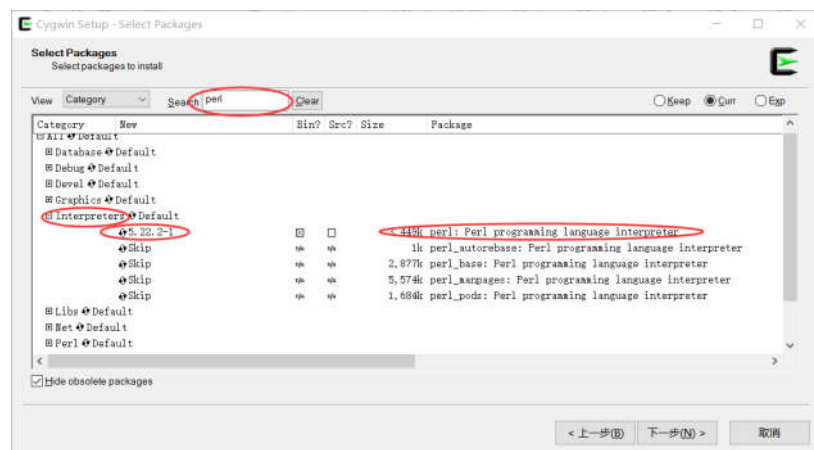 Cygwin Setup - Select Packages
Select Packages
Select packages to install
View Category Search perl Clear Keep Curr Exp
Category New Bin? Src? Size Package
All Default
Database Default
Debug Default
Devel Default
Graphics Default
Interpreters Default
5.22.2-1 perl: Perl programming language interpreter
Skip n/a n/a 1k perl_autorebase: Perl programming language interpreter
Skip n/a n/a 2,877k perl_base: Perl programming language interpreter
Skip n/a n/a 5,574k perl_manpages: Perl programming language interpreter
Skip n/a n/a 1,684k perl_pods: Perl programming language interpreter
Libs Default
Net Default
Perl Default
Hide obsolete packages
< 上一步(B) 下一步(N) > 取消